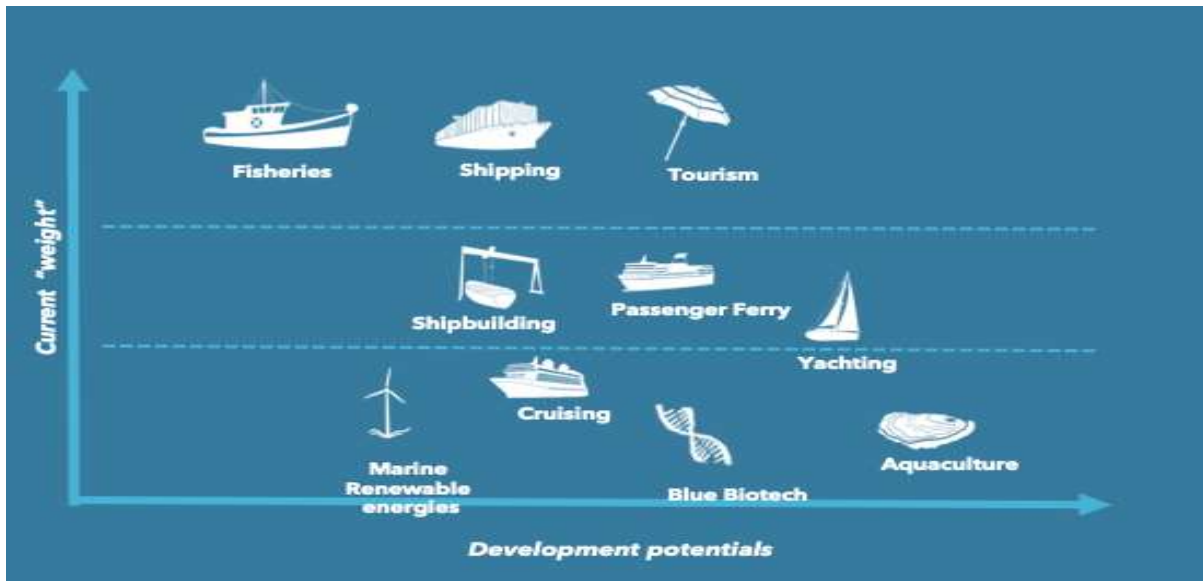 Fisheries
Shipping
Tourism
Current "weight"
Shipbuilding
Passenger Ferry
Yachting
Cruising
Marine
Renewable
energies
Blue Biotech
Aquaculture
Development potentials